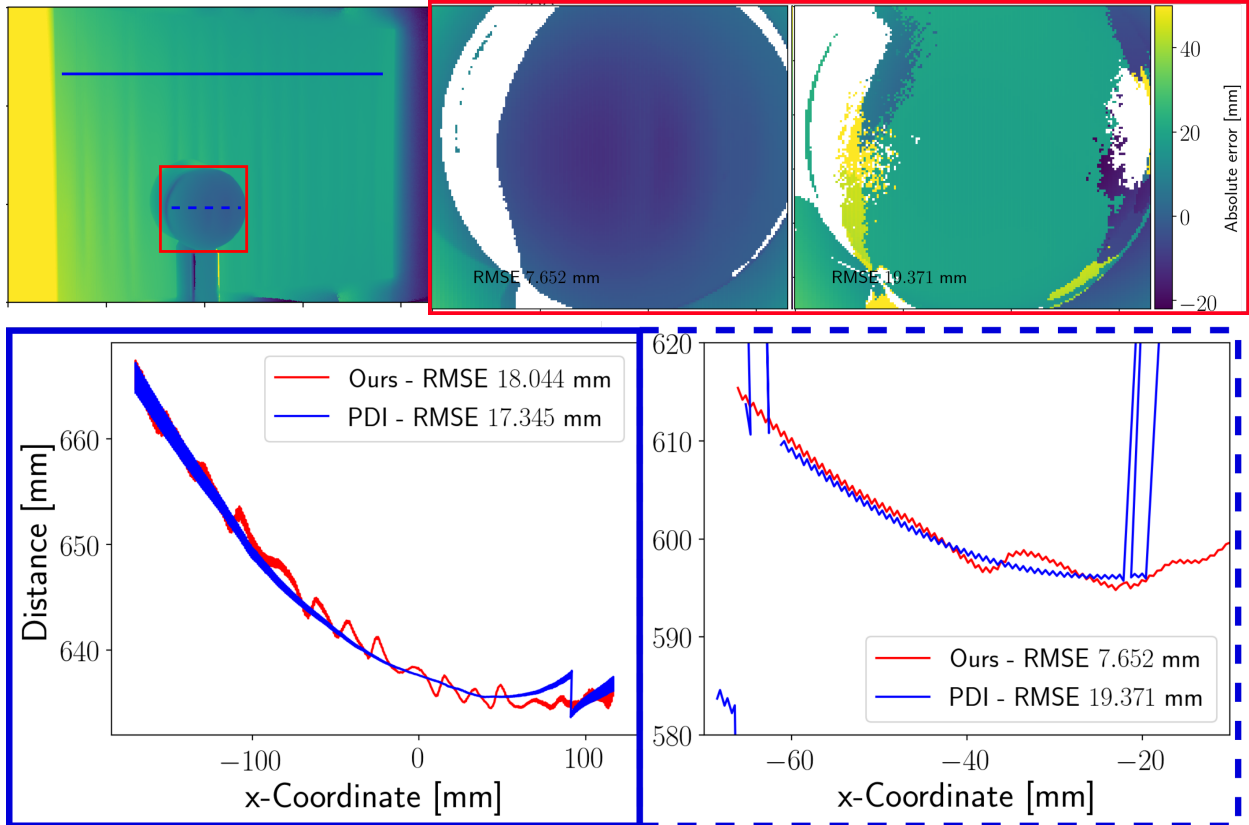 RMSE 7.652 mm
RMSE 19.371 mm
40
20
0
−20
Absolute error [mm]
Distance [mm]
660
650
640
−100
0
100
x-Coordinate [mm]
Ours - RMSE 18.044 mm
PDI - RMSE 17.345 mm
620
610
600
590
580
−60
−40
−20
x-Coordinate [mm]
Ours - RMSE 7.652 mm
PDI - RMSE 19.371 mm